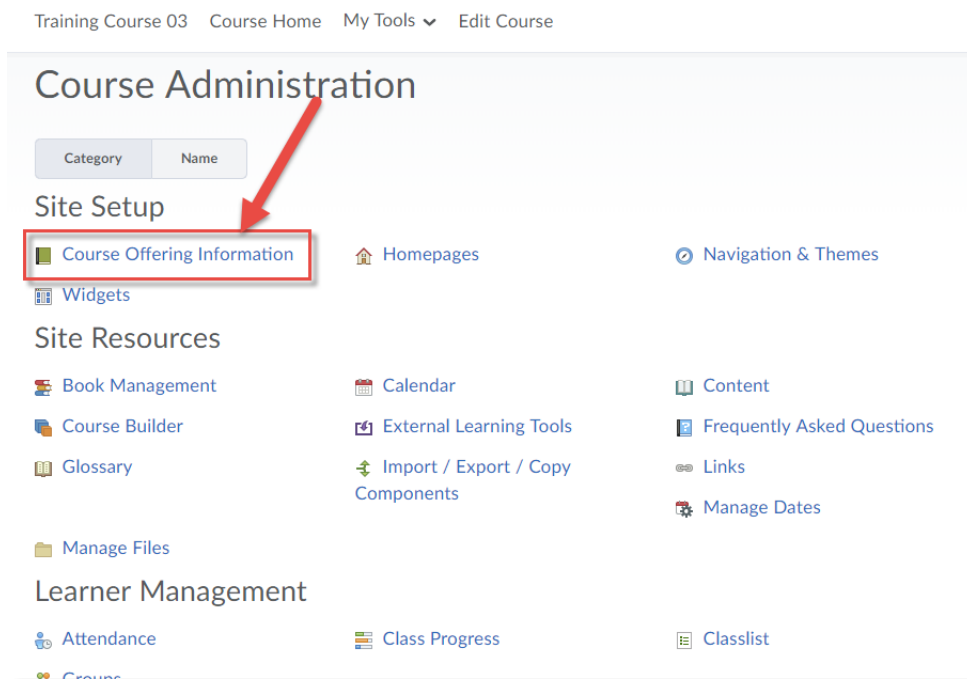 Training Course 03 Course Home My Tools Edit Course
Course Administration
Category Name
Site Setup
Course Offering Information Homepages Navigation & Themes
Widgets
Site Resources
Book Management Calendar Content
Course Builder External Learning Tools Frequently Asked Questions
Glossary Import / Export / Copy Links
Components
Manage Dates
Manage Files
Learner Management
Attendance Class Progress Classlist
Groups